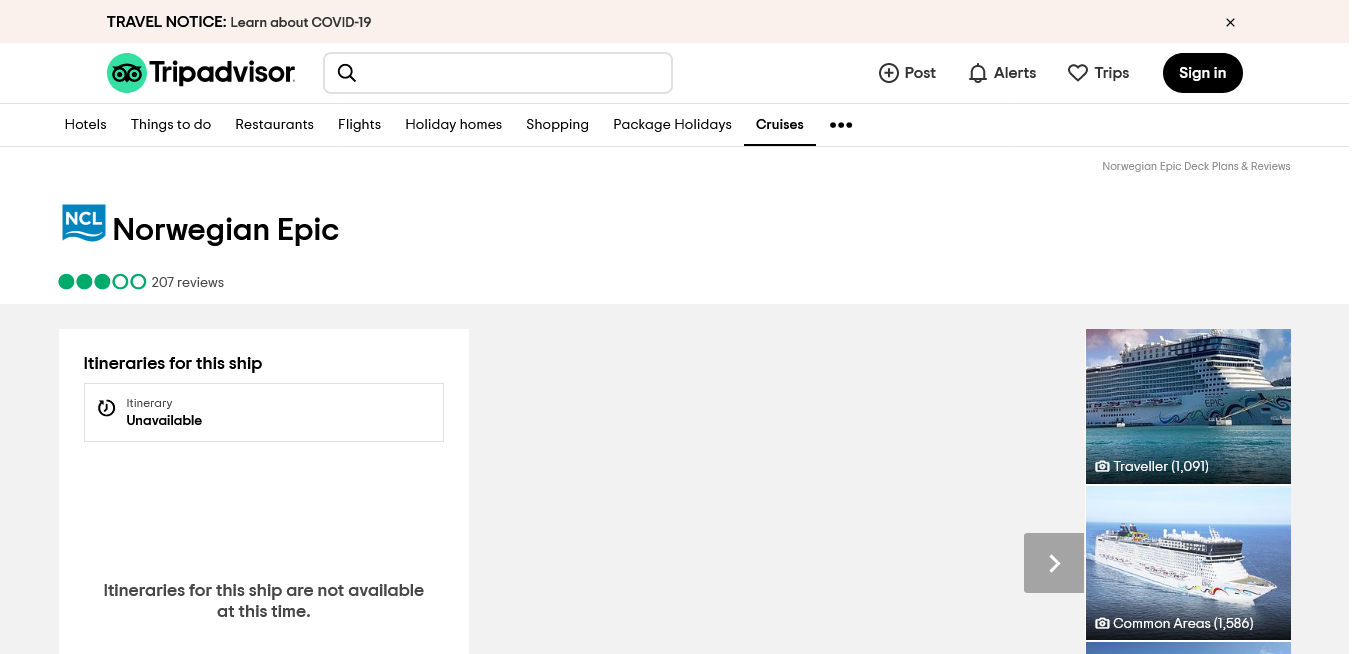 TRAVEL NOTICE: Learn about COVID-19
Tripadvisor
Post
Alerts
Trips
Sign in
Hotels
Things to do
Restaurants
Flights
Holiday homes
Shopping
Package Holidays
Cruises
Norwegian Epic Deck Plans & Reviews
NCL
Norwegian Epic
207 reviews
Itineraries for this ship
Itinerary
Unavailable
Itineraries for this ship are not available
at this time.
EPIC
Traveller (1,091)
Common Areas (1,586)